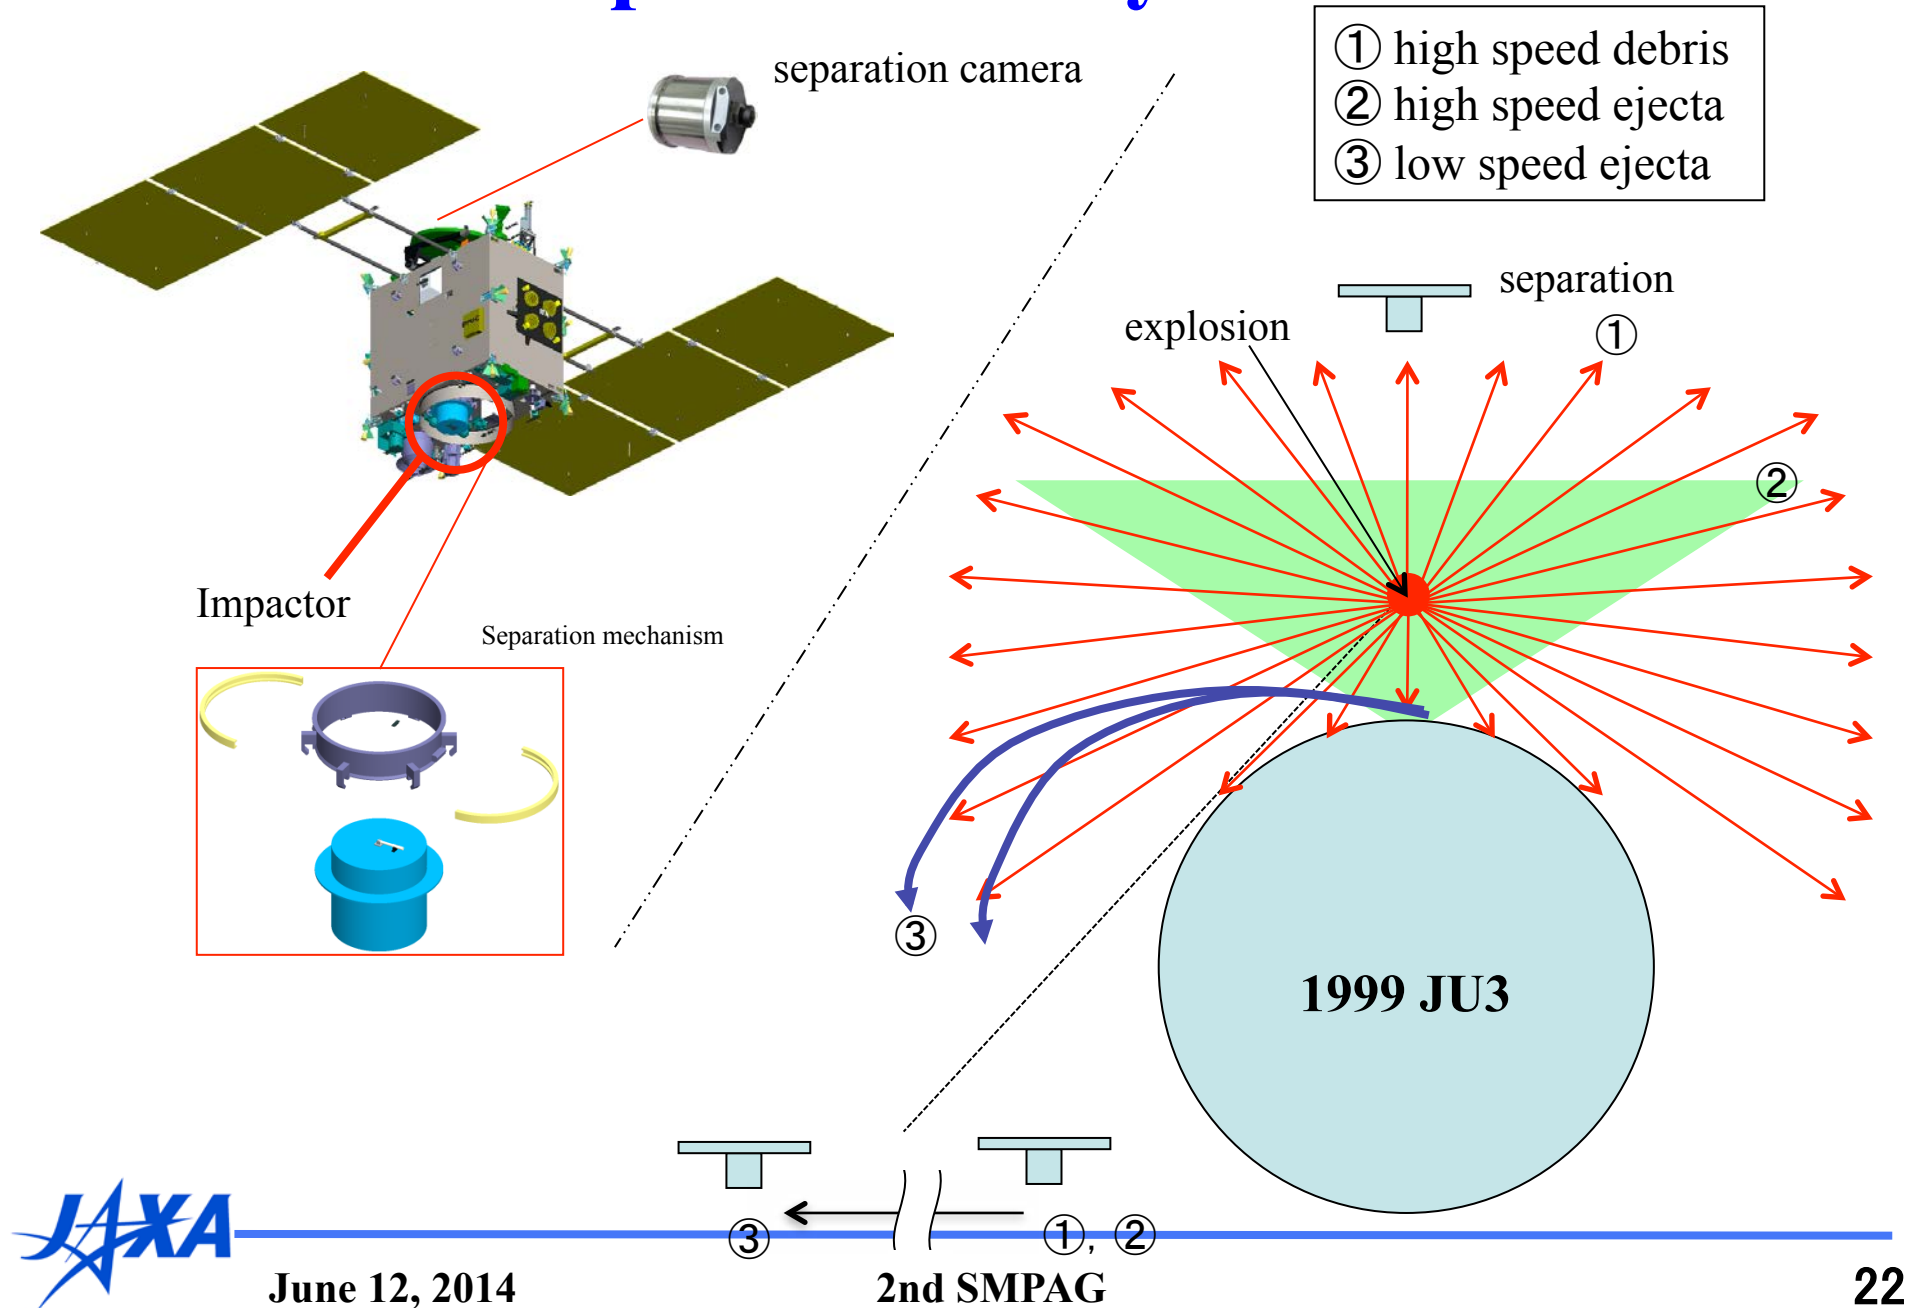 separation camera
① high speed debris
② high speed ejecta
③ low speed ejecta
separation
explosion
①
②
Impactor
Separation mechanism
③
1999 JU3
③
①, ②
JAXA
June 12, 2014
2nd SMPAG
22